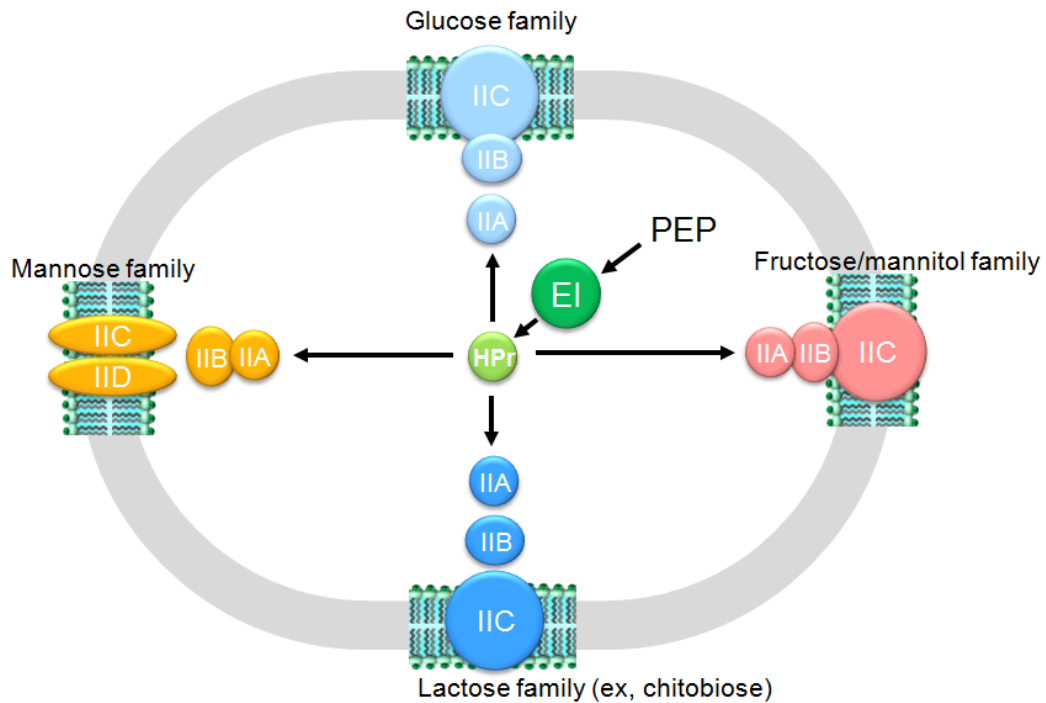 Glucose family
IIC
IIB
IIA
PEP
EI
HPr
Mannose family
IIC
IID
IIB IIA
Fructose/mannitol family
IIA IIB IIC
IIA
IIB
IIC
Lactose family (ex, chitobiose)